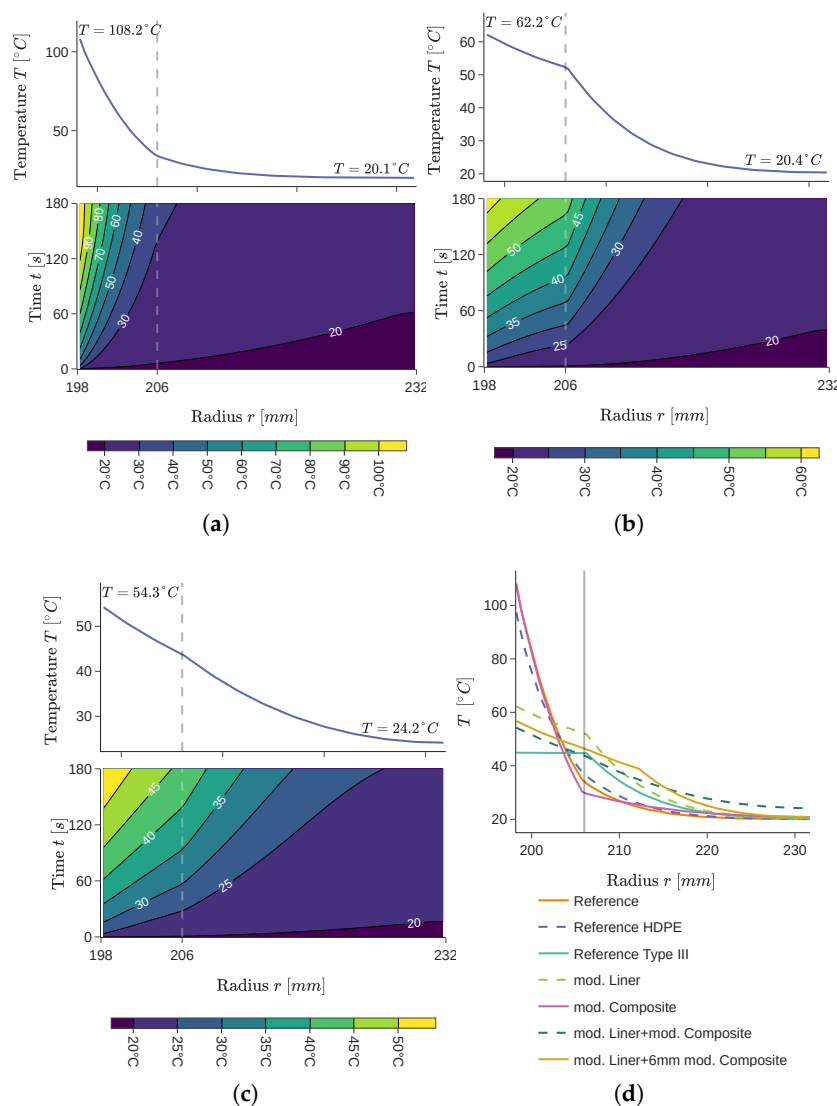 T = 108.2°C
Temperature T [°C]
100
50
T = 20.1°C
180
120
60
0
Time t [s]
90
80
70
60
50
40
30
20
198
206
232
Radius r [mm]
20°C
30°C
40°C
50°C
60°C
70°C
80°C
90°C
100°C
(a)
T = 62.2°C
Temperature T [°C]
60
50
40
30
20
T = 20.4°C
180
120
60
0
Time t [s]
50
45
40
35
30
25
20
198
206
232
Radius r [mm]
20°C
30°C
40°C
50°C
60°C
(b)
T = 54.3°C
Temperature T [°C]
50
40
30
T = 24.2°C
180
120
60
0
Time t [s]
45
40
35
30
25
20
198
206
232
Radius r [mm]
20°C
25°C
30°C
35°C
40°C
45°C
50°C
(c)
T [°C]
100
80
60
40
20
200
210
220
230
Radius r [mm]
Reference
Reference HDPE
Reference Type III
mod. Liner
mod. Composite
mod. Liner+mod. Composite
mod. Liner+6mm mod. Composite
(d)